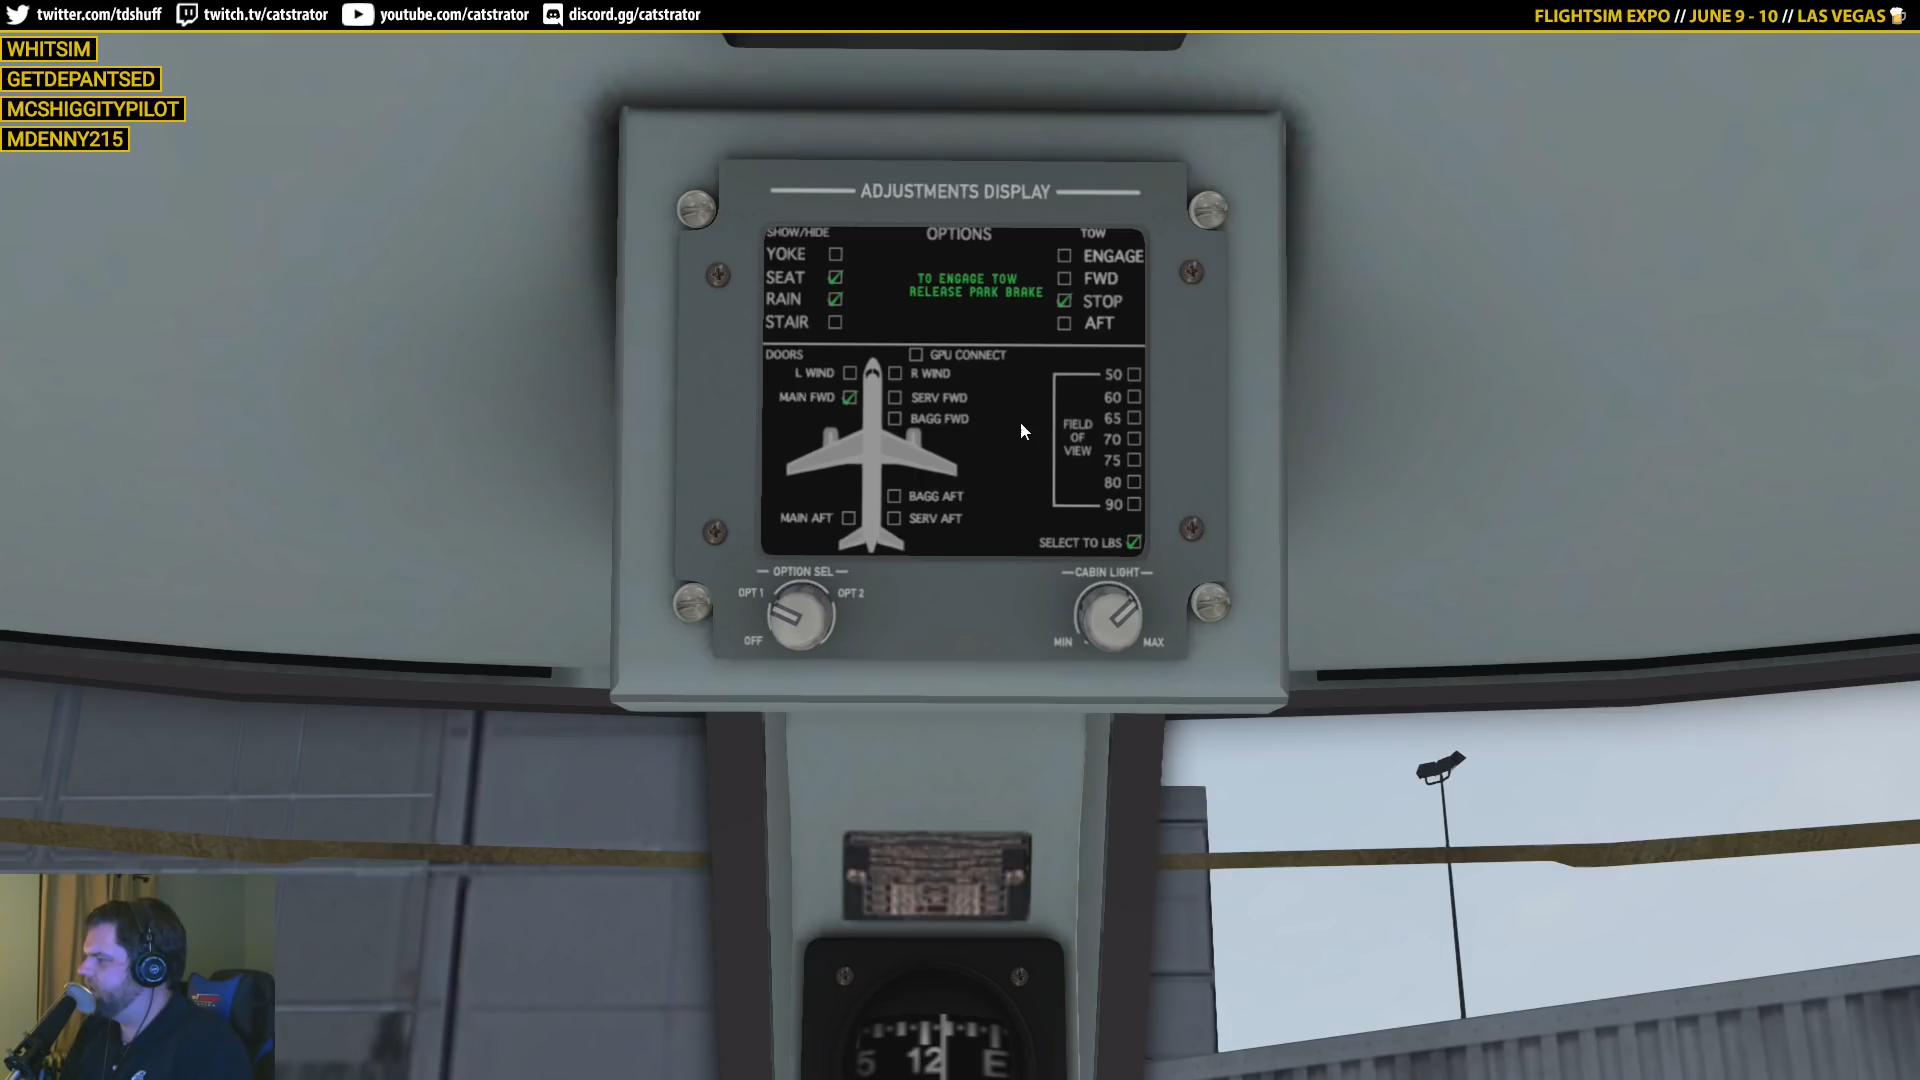 twitter.com/tdshuff twitch.tv/catstrator youtube.com/catstrator discord.gg/catstrator FLIGHTSIM EXPO // JUNE 9 - 10 // LAS VEGAS
WHITSIM
GETDEPANTSED
MCSHIGGITYPILOT
MDENNY215
ADJUSTMENTS DISPLAY
SHOW/HIDE OPTIONS TOW
YOKE ENGAGE
SEAT TO ENGAGE TOW FWD
RAIN RELEASE PARK BRAKE STOP
STAIR AFT
DOORS GPU CONNECT
L WIND R WIND 50
MAIN FWD SERV FWD 60
BAGG FWD 65
FIELD
OF 70
VIEW 75
80
BAGG AFT 90
MAIN AFT SERV AFT
SELECT TO LBS
OPTION SEL CABIN LIGHT
OPT 1 OPT 2
OFF MIN MAX
5 12 E